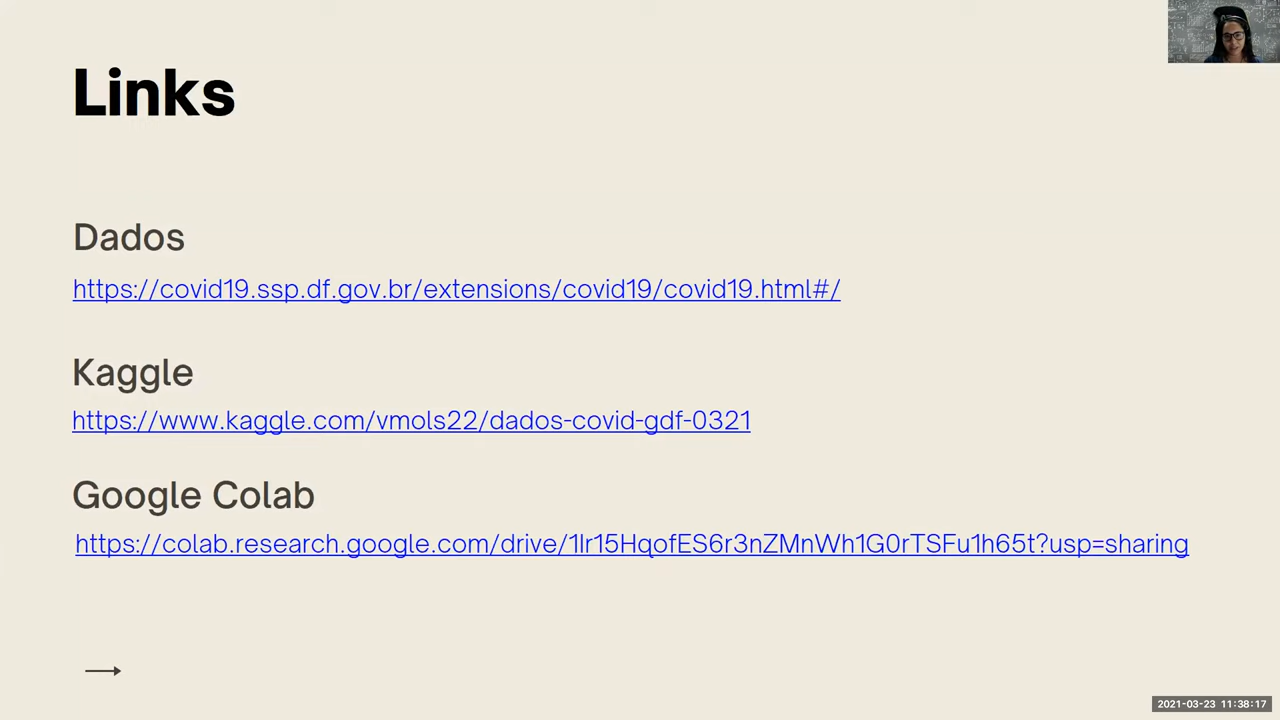 Links
Dados
https://covid19.ssp.df.gov.br/extensions/covid19/covid19.html#/
Kaggle
https://www.kaggle.com/vmols22/dados-covid-gdf-0321
Google Colab
https://colab.research.google.com/drive/1lr15HqofES6r3nZMnWh1G0rTSFu1h65t?usp=sharing
2021-03-23 11:38:17